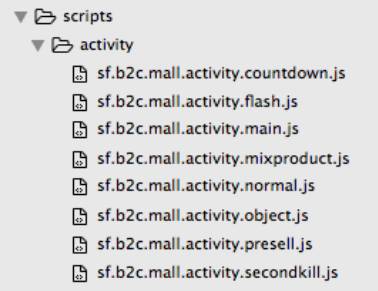 scripts
activity
sf.b2c.mall.activity.countdown.js
sf.b2c.mall.activity.flash.js
sf.b2c.mall.activity.main.js
sf.b2c.mall.activity.mixproduct.js
sf.b2c.mall.activity.normal.js
sf.b2c.mall.activity.object.js
sf.b2c.mall.activity.presell.js
sf.b2c.mall.activity.secondkill.js